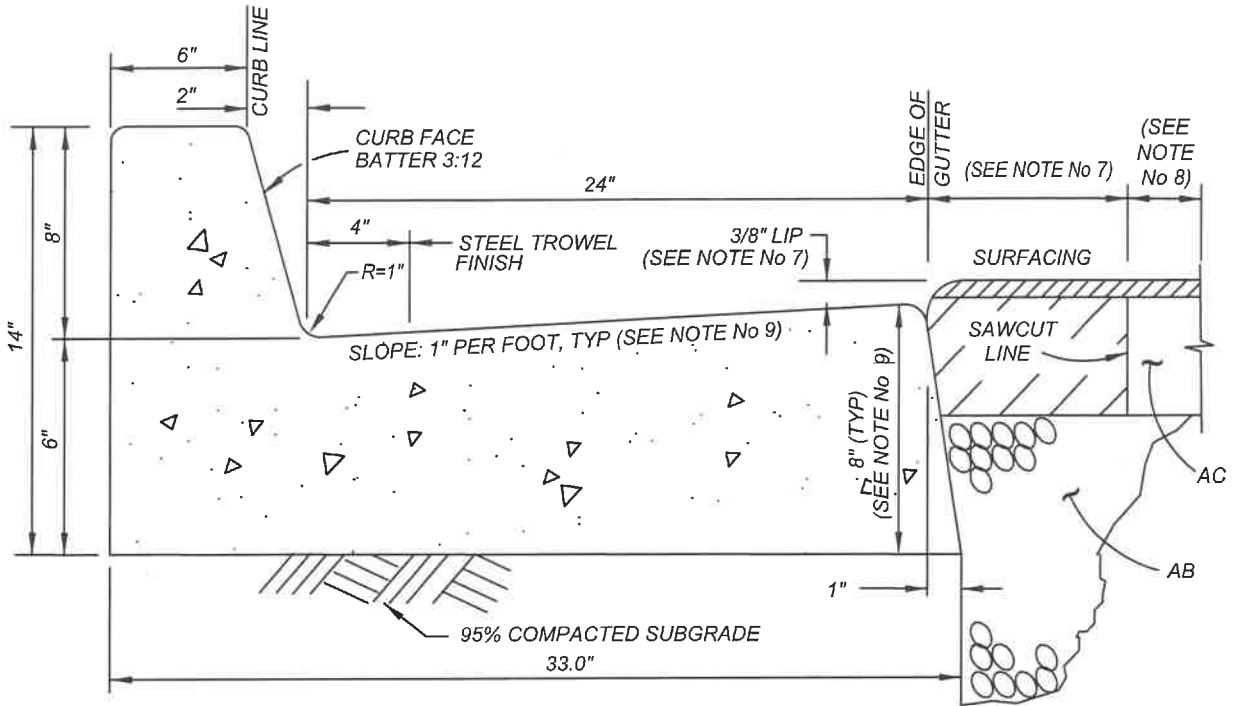 6"
2"
CURB LINE
CURB FACE
BATTER 3:12
24"
EDGE OF
GUTTER
(SEE NOTE No 7)
(SEE
NOTE
No 8)
4"
STEEL TROWEL
FINISH
3/8" LIP
(SEE NOTE No 7)
SURFACING
R=1"
8"
14"
6"
SLOPE: 1" PER FOOT, TYP (SEE NOTE No 9)
SAWCUT
LINE
8" (TYP)
(SEE NOTE No 9)
AC
AB
1"
95% COMPACTED SUBGRADE
33.0"